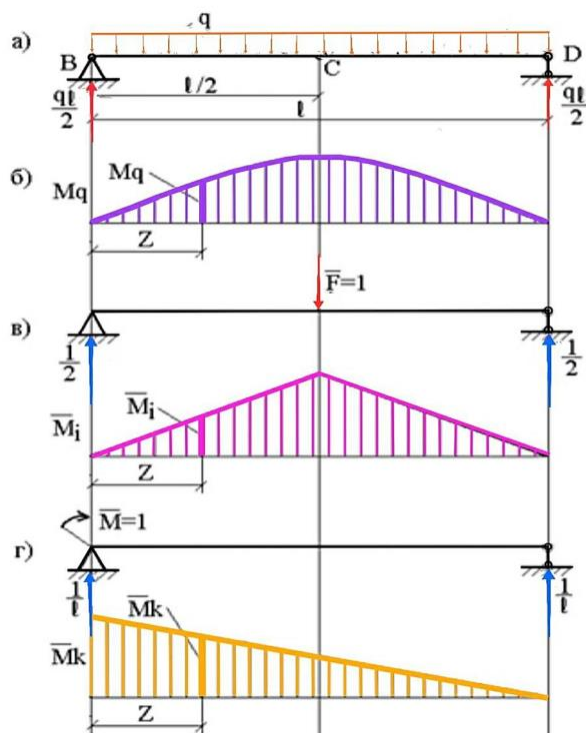 а)
q
B
C
D
ℓ/2
ℓ
qℓ/2
qℓ/2
б)
Mq
Mq
Z
F̅=1
в)
1/2
1/2
M̅i
M̅i
Z
M̅=1
г)
1/ℓ
1/ℓ
M̅k
M̅k
Z